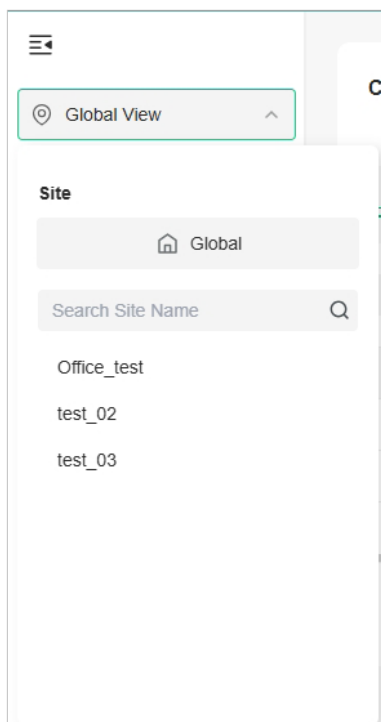 Global View
Site
Global
Search Site Name
Office_test
test_02
test_03